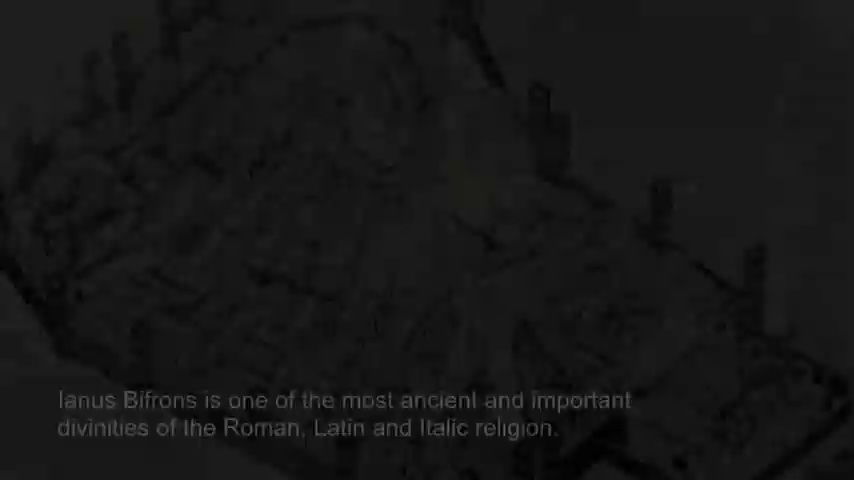 Ianus Bifrons is one of the most ancient and important
divinities of the Roman, Latin and Italic religion.